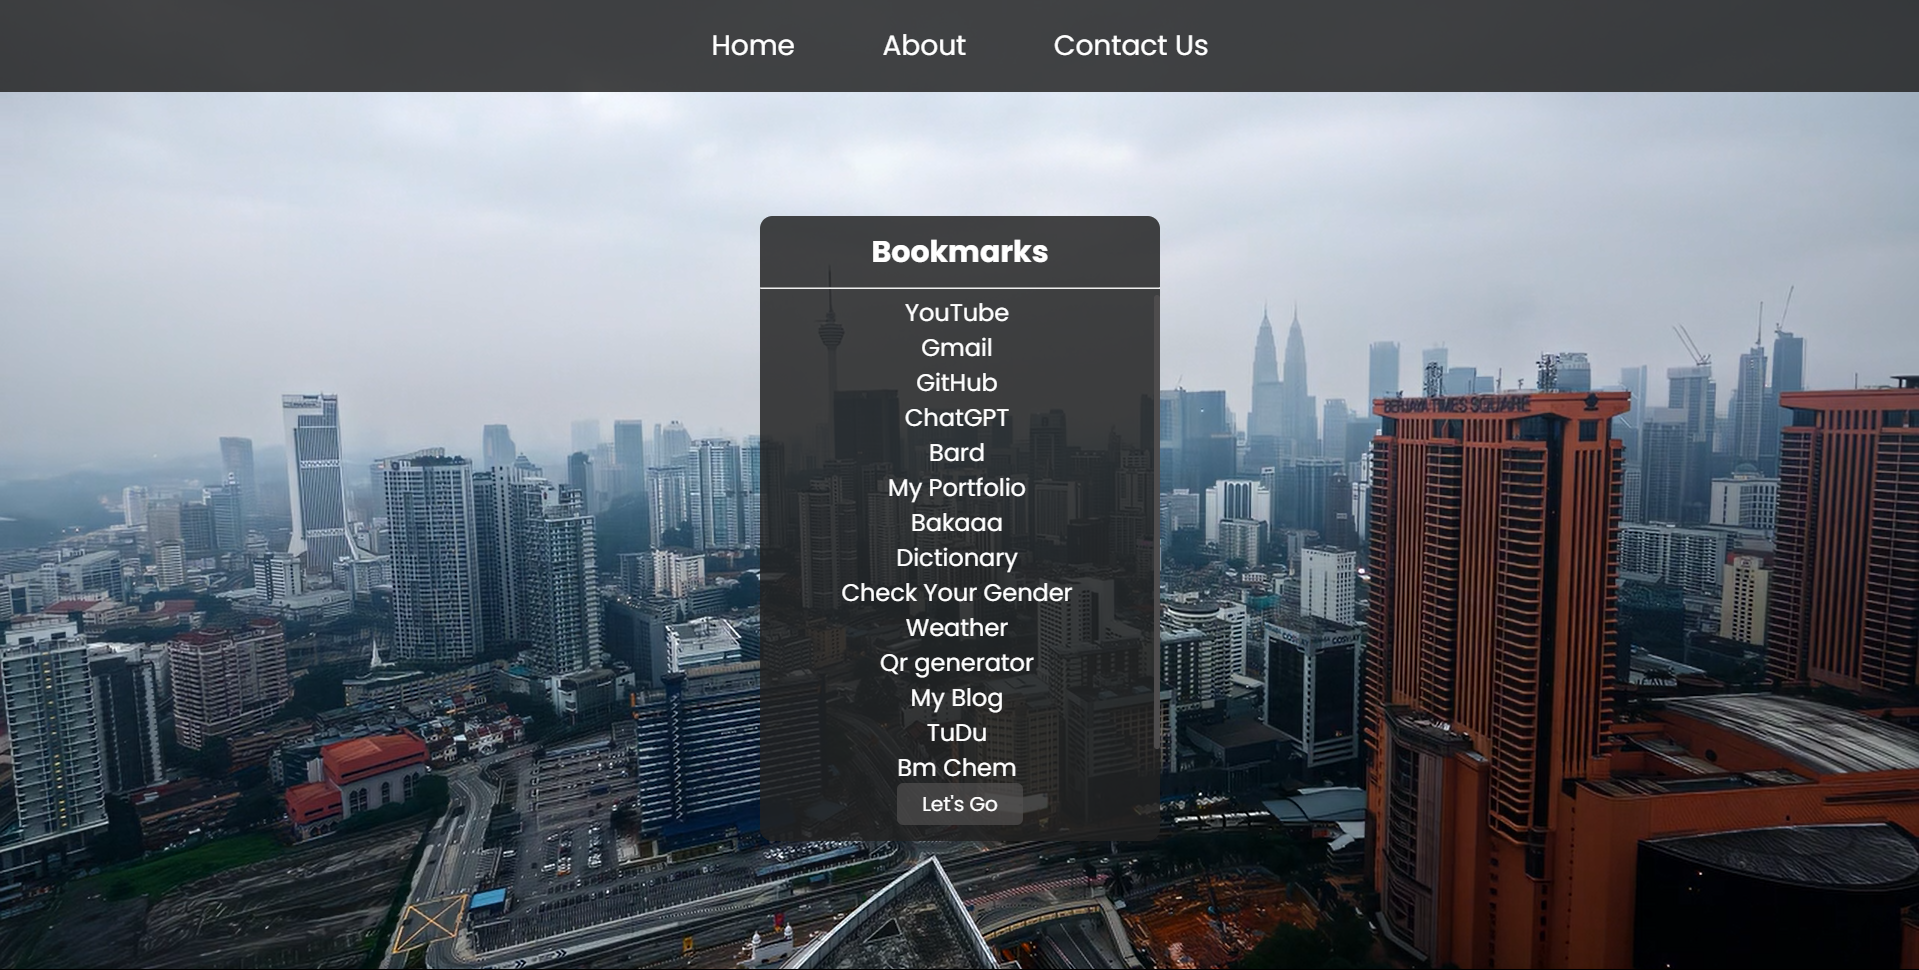 Home About Contact Us
Bookmarks
YouTube
Gmail
GitHub
ChatGPT
Bard
My Portfolio
Bakaaa
Dictionary
Check Your Gender
Weather
Qr generator
My Blog
TuDu
Bm Chem
Let's Go
BERJAYA TIMES SQUARE